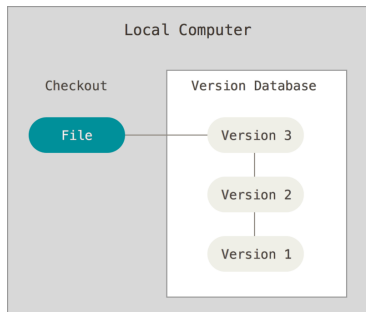 Local Computer
Checkout
Version Database
File
Version 3
Version 2
Version 1